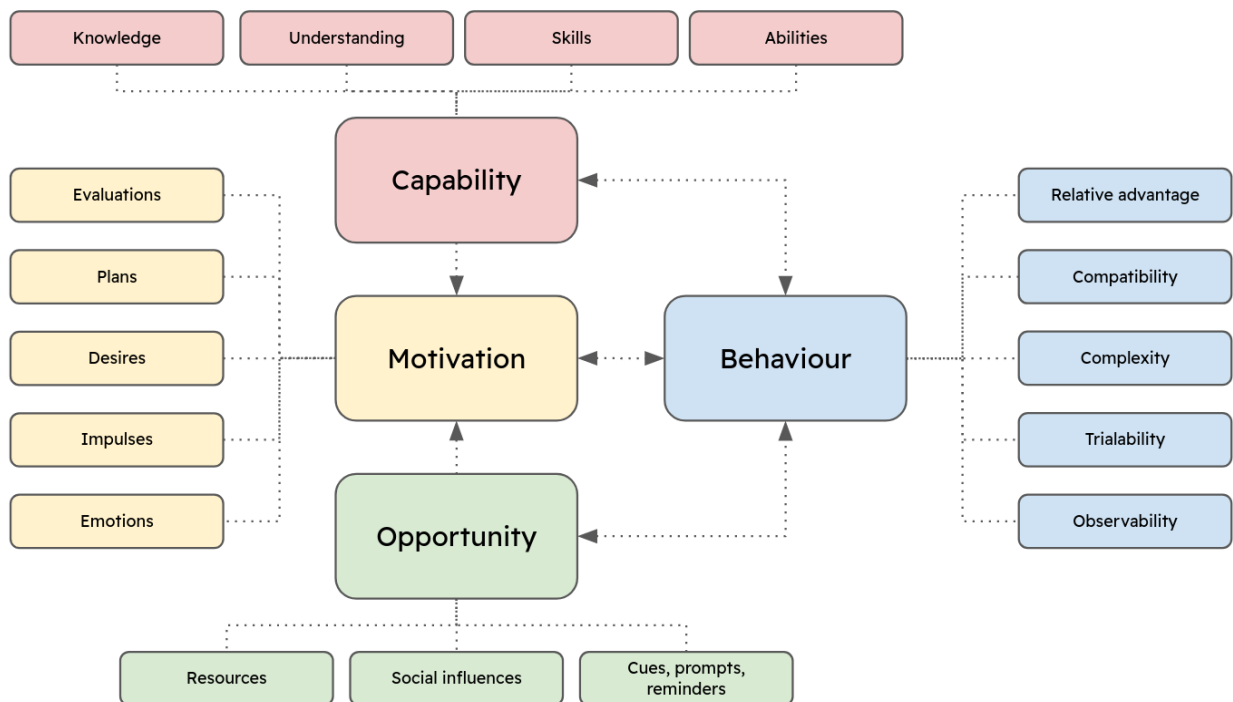 Knowledge
Understanding
Skills
Abilities
Capability
Evaluations
Plans
Desires
Impulses
Emotions
Motivation
Behaviour
Relative advantage
Compatibility
Complexity
Trialability
Observability
Opportunity
Resources
Social influences
Cues, prompts,
reminders